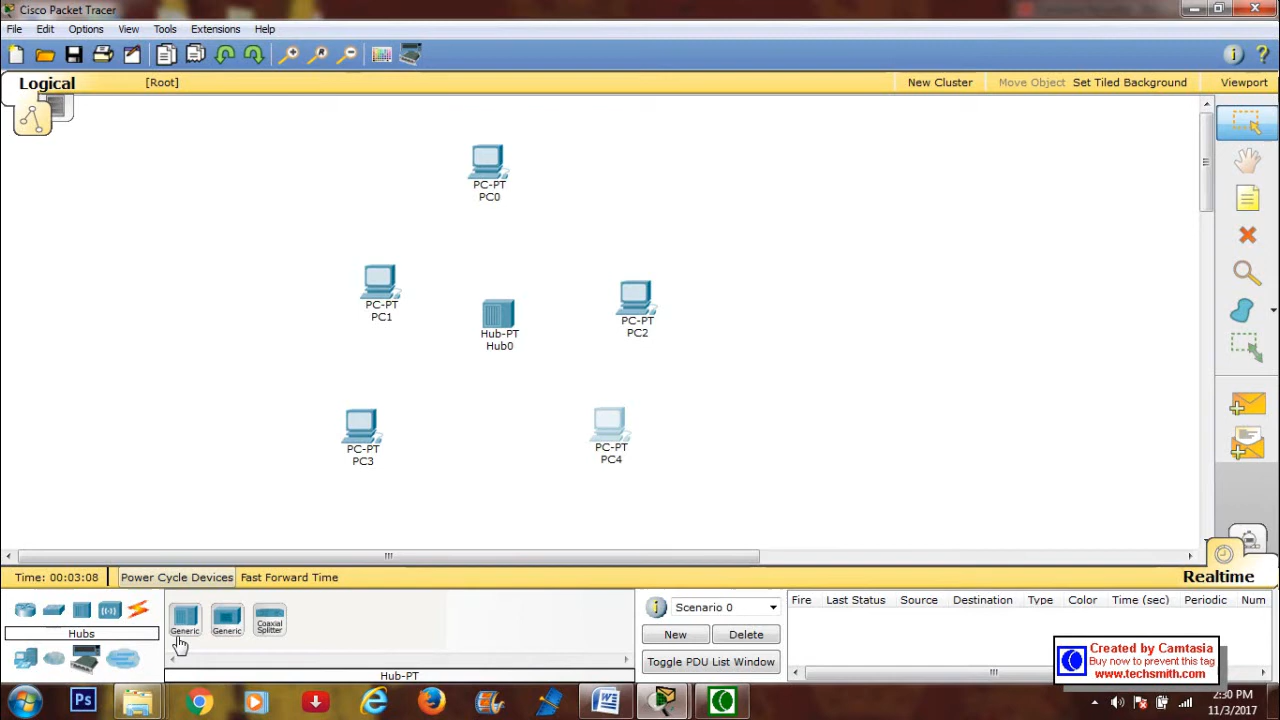 Cisco Packet Tracer
File Edit Options View Tools Extensions Help
Logical [Root] New Cluster Move Object Set Tiled Background Viewport
PC-PT
PC0
PC-PT
PC1
Hub-PT
Hub0
PC-PT
PC2
PC-PT
PC3
PC-PT
PC4
Time: 00:03:08 Power Cycle Devices Fast Forward Time Realtime
Hubs
Generic Generic Coaxial Splitter
Hub-PT
Scenario 0
New Delete
Toggle PDU List Window
Fire Last Status Source Destination Type Color Time (sec) Periodic Num
Created by Camtasia
Buy now to prevent this tag
www.techsmith.com
Ps
W
2:30 PM
11/3/2017